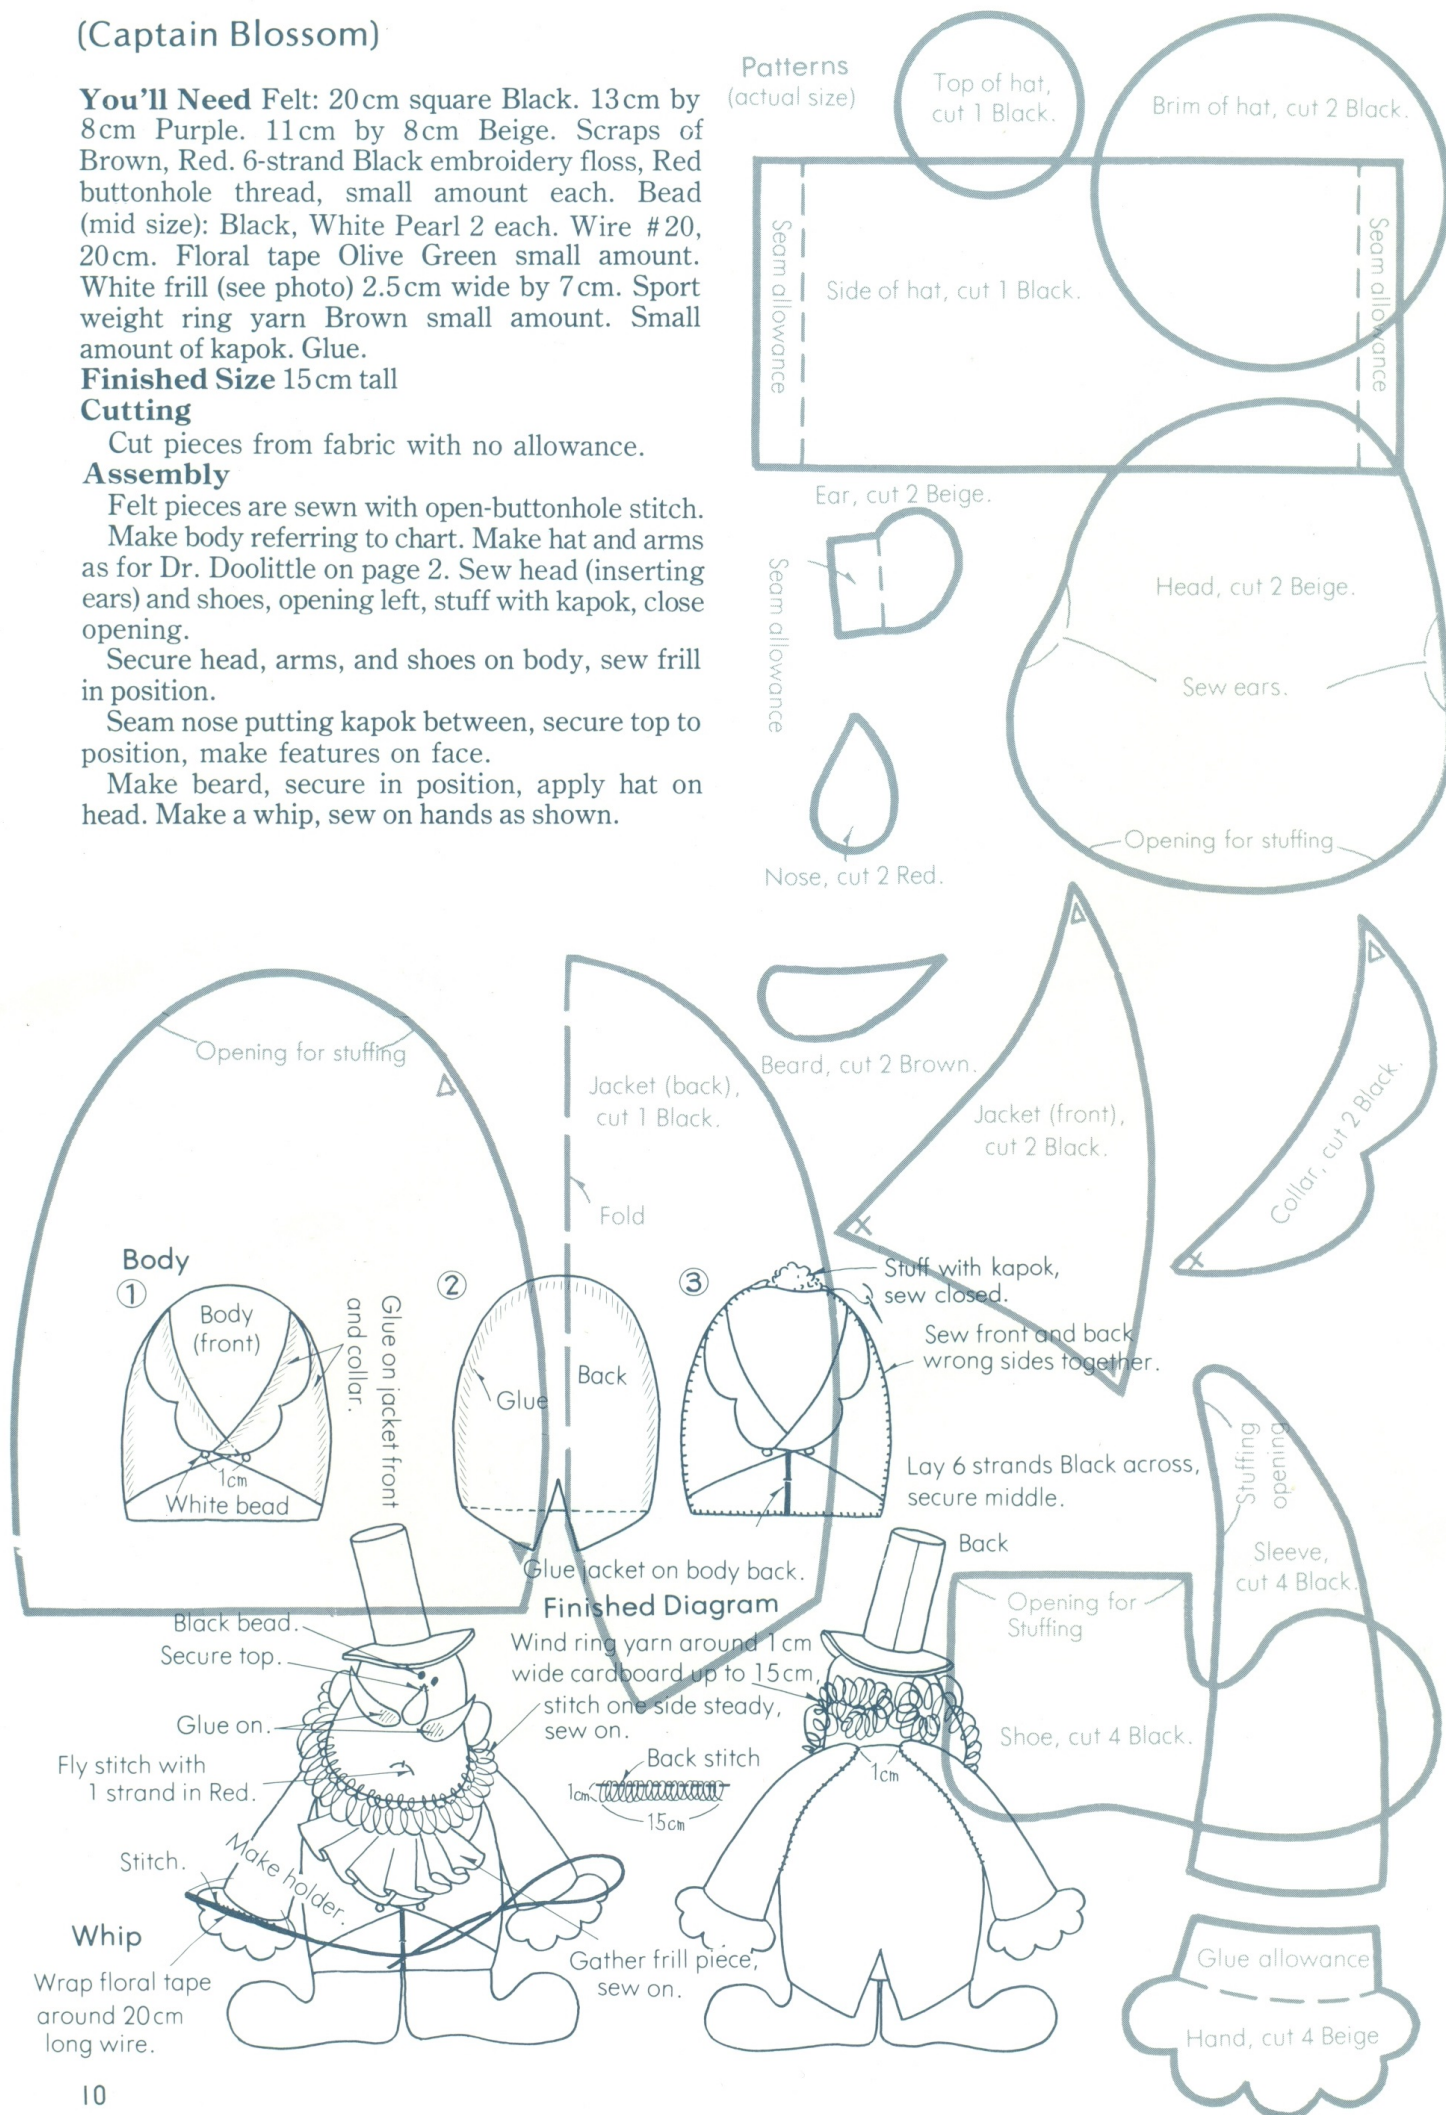 (Captain Blossom)
You'll Need Felt: 20cm square Black. 13cm by
8cm Purple. 11cm by 8cm Beige. Scraps of
Brown, Red. 6-strand Black embroidery floss, Red
buttonhole thread, small amount each. Bead
(mid size): Black, White Pearl 2 each. Wire #20,
20cm. Floral tape Olive Green small amount.
White frill (see photo) 2.5cm wide by 7cm. Sport
weight ring yarn Brown small amount. Small
amount of kapok. Glue.
Finished Size 15cm tall
Cutting
Cut pieces from fabric with no allowance.
Assembly
Felt pieces are sewn with open-buttonhole stitch.
Make body referring to chart. Make hat and arms
as for Dr. Doolittle on page 2. Sew head (inserting
ears) and shoes, opening left, stuff with kapok, close
opening.
Secure head, arms, and shoes on body, sew frill
in position.
Seam nose putting kapok between, secure top to
position, make features on face.
Make beard, secure in position, apply hat on
head. Make a whip, sew on hands as shown.
Patterns
(actual size)
Top of hat,
cut 1 Black.
Brim of hat, cut 2 Black.
Seam allowance
Side of hat, cut 1 Black.
Seam allowance
Ear, cut 2 Beige.
Seam allowance
Head, cut 2 Beige.
Sew ears.
Opening for stuffing
Nose, cut 2 Red.
Beard, cut 2 Brown.
Jacket (front),
cut 2 Black.
Collar, cut 2 Black.
Opening for stuffing
Jacket (back),
cut 1 Black.
Fold
Body
1
Body
(front)
Glue on jacket front
and collar.
1cm
White bead
2
Glue
Back
Glue jacket on body back.
3
Stuff with kapok,
sew closed.
Sew front and back
wrong sides together.
Lay 6 strands Black across,
secure middle.
Stuffing
opening
Sleeve,
cut 4 Black.
Opening for
Stuffing
Shoe, cut 4 Black.
Glue allowance
Hand, cut 4 Beige
Finished Diagram
Black bead.
Secure top.
Glue on.
Fly stitch with
1 strand in Red.
Stitch.
Make holder.
Whip
Wrap floral tape
around 20cm
long wire.
Wind ring yarn around 1cm
wide cardboard up to 15cm,
stitch one side steady,
sew on.
Back stitch
1cm
15cm
Gather frill piece,
sew on.
Back
1cm
10